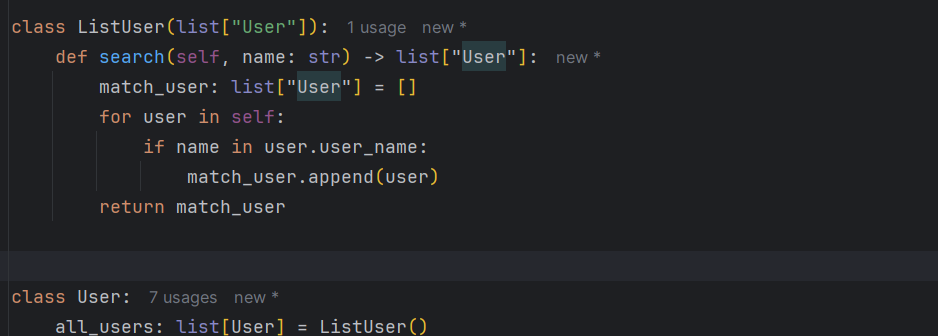 class ListUser(list["User"]): 1 usage new *
    def search(self, name: str) -> list["User"]: new *
        match_user: list["User"] = []
        for user in self:
            if name in user.user_name:
                match_user.append(user)
        return match_user
class User: 7 usages new *
    all_users: list[User] = ListUser()